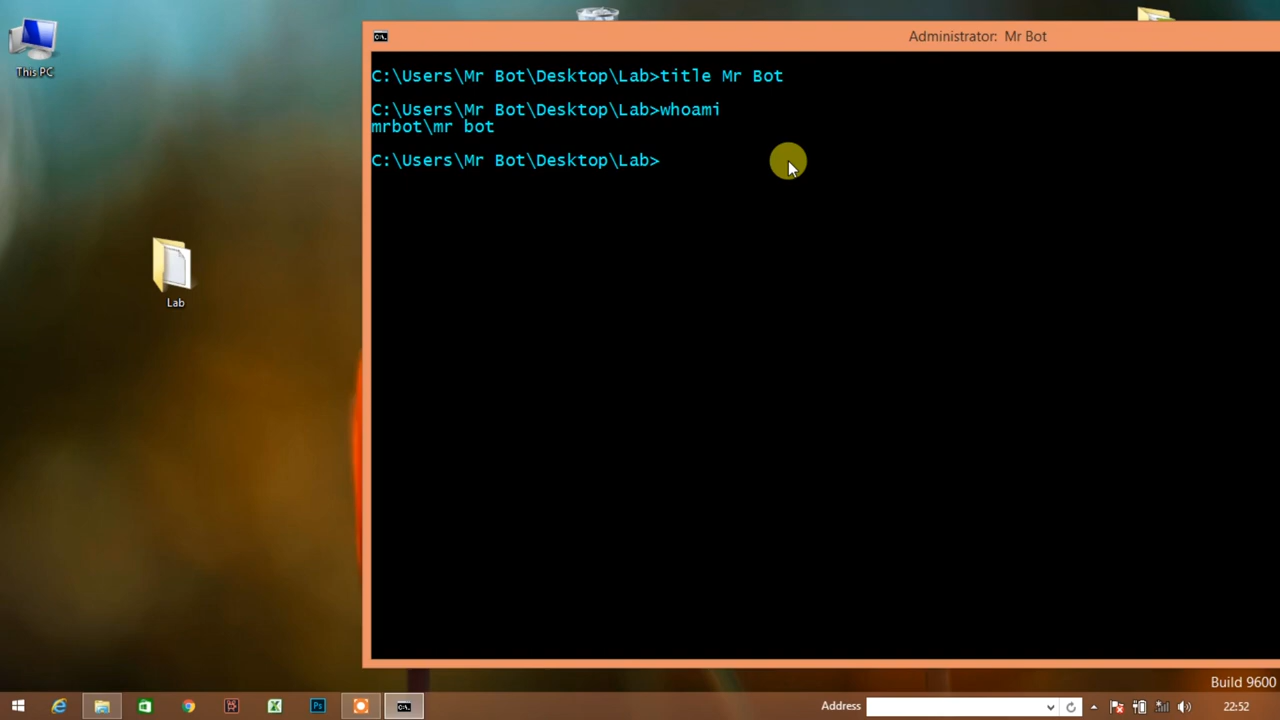 This PC
Administrator:  Mr Bot
C:\Users\Mr Bot\Desktop\Lab>title Mr Bot
C:\Users\Mr Bot\Desktop\Lab>whoami
mrbot\mr bot
C:\Users\Mr Bot\Desktop\Lab>
Lab
Build 9600
Ps
Address
22:52